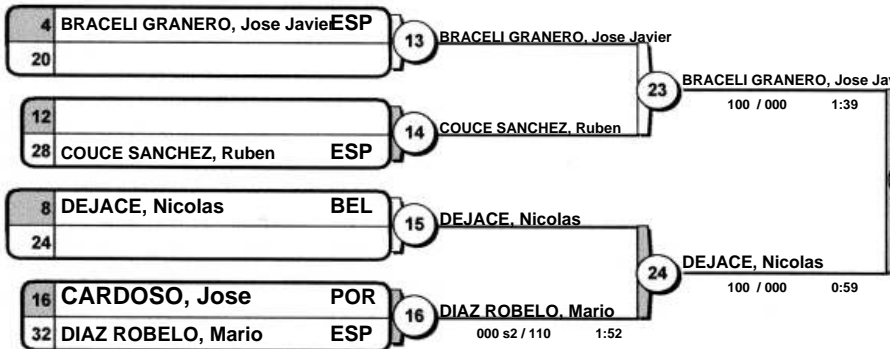 4 BRACELI GRANERO, Jose Javier ESP
20
13
BRACELI GRANERO, Jose Javier
12
28 COUCE SANCHEZ, Ruben ESP
14
COUCE SANCHEZ, Ruben
23
BRACELI GRANERO, Jose Jav
100 / 000 1:39
8 DEJACE, Nicolas BEL
24
15
DEJACE, Nicolas
16 CARDOSO, Jose POR
32 DIAZ ROBELO, Mario ESP
16
DIAZ ROBELO, Mario
000 s2 / 110 1:52
24
DEJACE, Nicolas
100 / 000 0:59